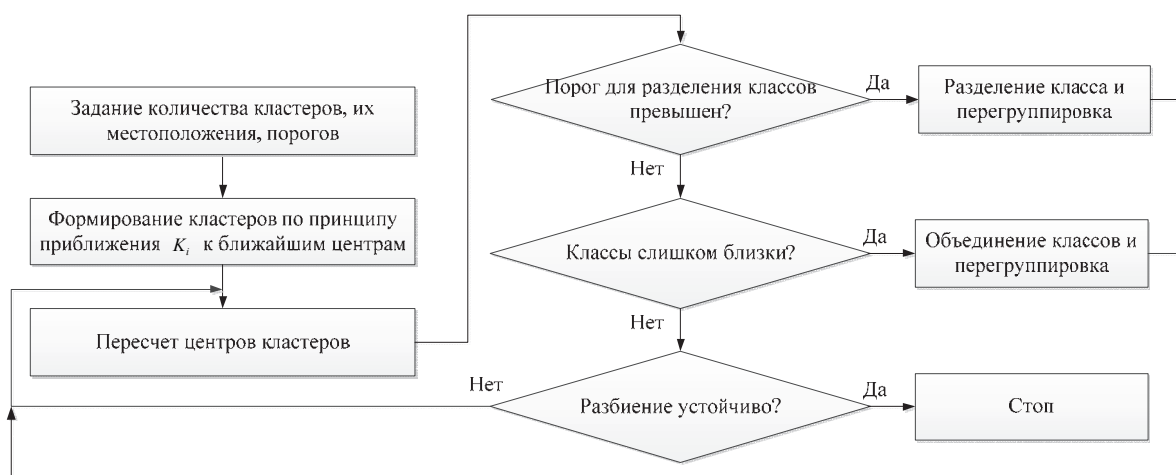 Задание количества кластеров, их
местоположения, порогов
Формирование кластеров по принципу
приближения K_i к ближайшим центрам
Пересчет центров кластеров
Порог для разделения классов
превышен?
Да
Разделение класса и
перегруппировка
Нет
Классы слишком близки?
Да
Объединение классов и
перегруппировка
Нет
Разбиение устойчиво?
Нет
Да
Стоп